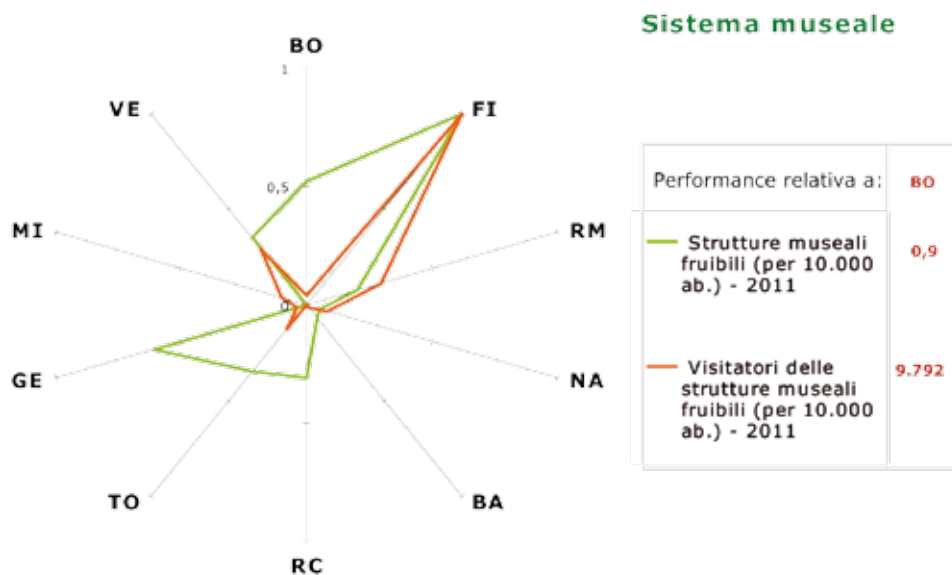 Sistema museale
BO
1
VE
FI
0,5
MI
RM
0
GE
NA
TO
BA
RC
Performance relativa a:
BO
Strutture museali
fruibili (per 10.000
ab.) - 2011
0,9
Visitatori delle
strutture museali
fruibili (per 10.000
ab.) - 2011
9.792